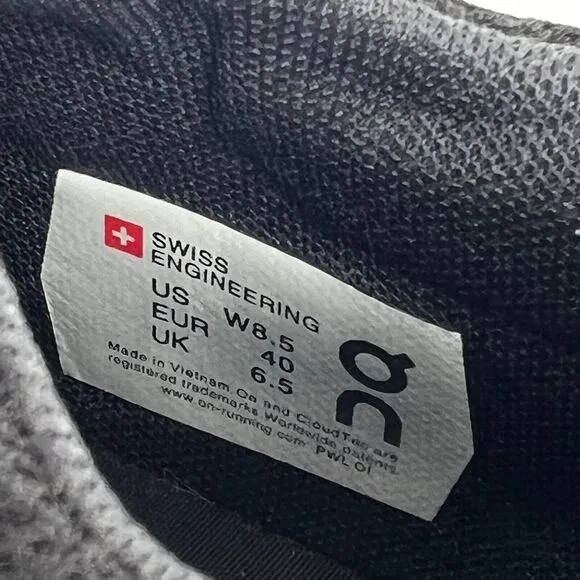 SWISS
ENGINEERING
US W8.5
EUR 40
UK 6.5
Made in Vietnam On and CloudTec are
registered trademarks Worldwide patents.
www.on-running.com PWL 01